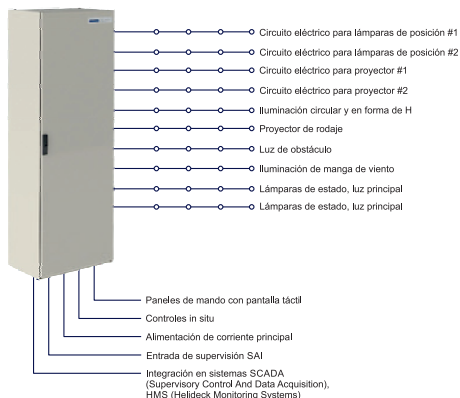 Circuito eléctrico para lámparas de posición #1
Circuito eléctrico para lámparas de posición #2
Circuito eléctrico para proyector #1
Circuito eléctrico para proyector #2
Iluminación circular y en forma de H
Proyector de rodaje
Luz de obstáculo
Iluminación de manga de viento
Lámparas de estado, luz principal
Lámparas de estado, luz principal
Paneles de mando con pantalla táctil
Controles in situ
Alimentación de corriente principal
Entrada de supervisión SAI
Integración en sistemas SCADA
(Supervisory Control And Data Acquisition),
HMS (Helideck Monitoring Systems)